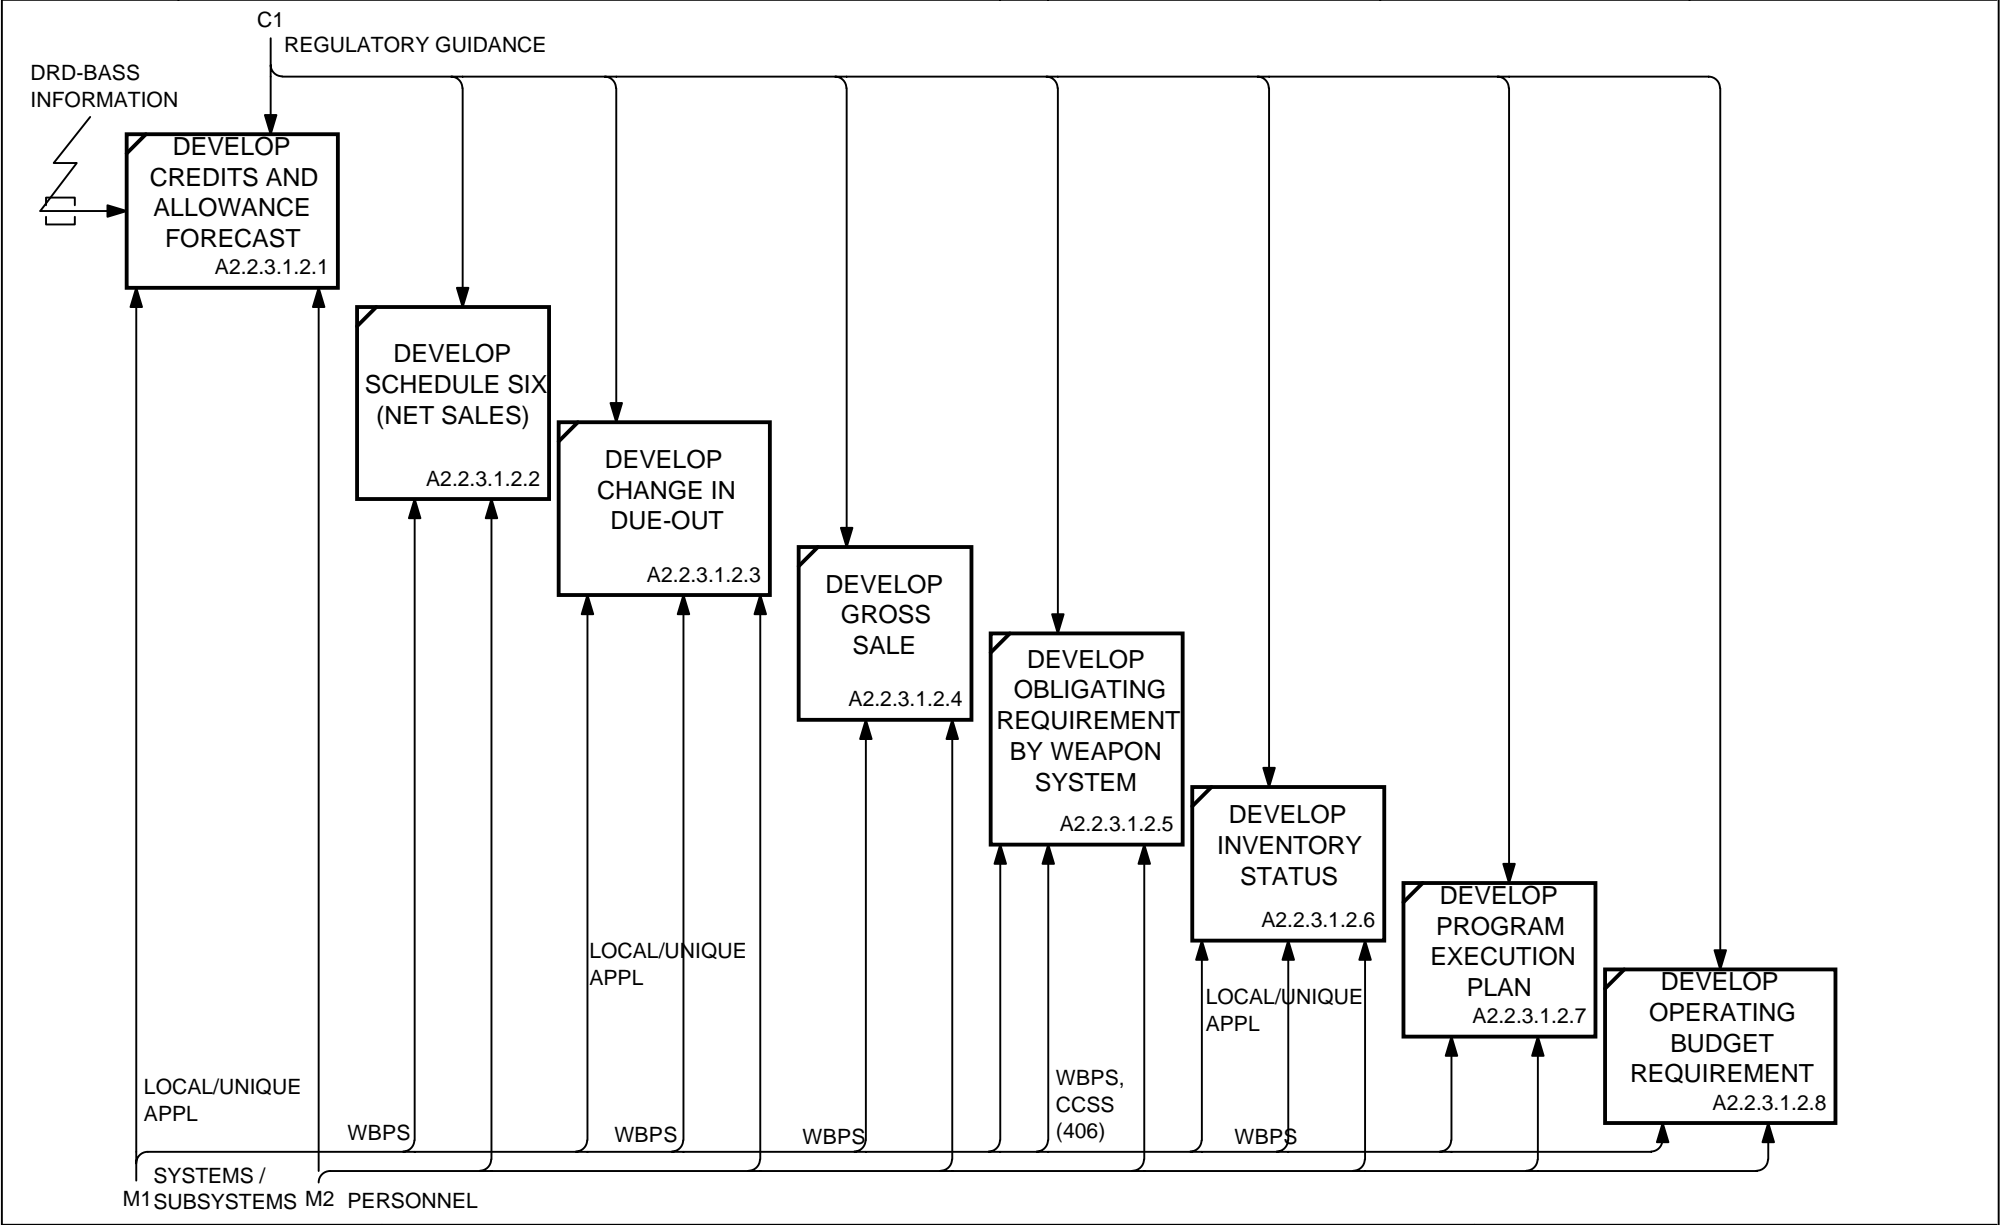 C1
REGULATORY GUIDANCE
DRD-BASS
INFORMATION
DEVELOP
CREDITS AND
ALLOWANCE
FORECAST
A2.2.3.1.2.1
DEVELOP
SCHEDULE SIX
(NET SALES)
A2.2.3.1.2.2
DEVELOP
CHANGE IN
DUE-OUT
A2.2.3.1.2.3
DEVELOP
GROSS
SALE
A2.2.3.1.2.4
DEVELOP
OBLIGATING
REQUIREMENT
BY WEAPON
SYSTEM
A2.2.3.1.2.5
DEVELOP
INVENTORY
STATUS
A2.2.3.1.2.6
DEVELOP
PROGRAM
EXECUTION
PLAN
A2.2.3.1.2.7
DEVELOP
OPERATING
BUDGET
REQUIREMENT
A2.2.3.1.2.8
LOCAL/UNIQUE
APPL
LOCAL/UNIQUE
APPL
LOCAL/UNIQUE
APPL
WBPS
WBPS
WBPS
WBPS,
CCSS
(406)
WBPS
M1
SYSTEMS /
SUBSYSTEMS
M2
PERSONNEL